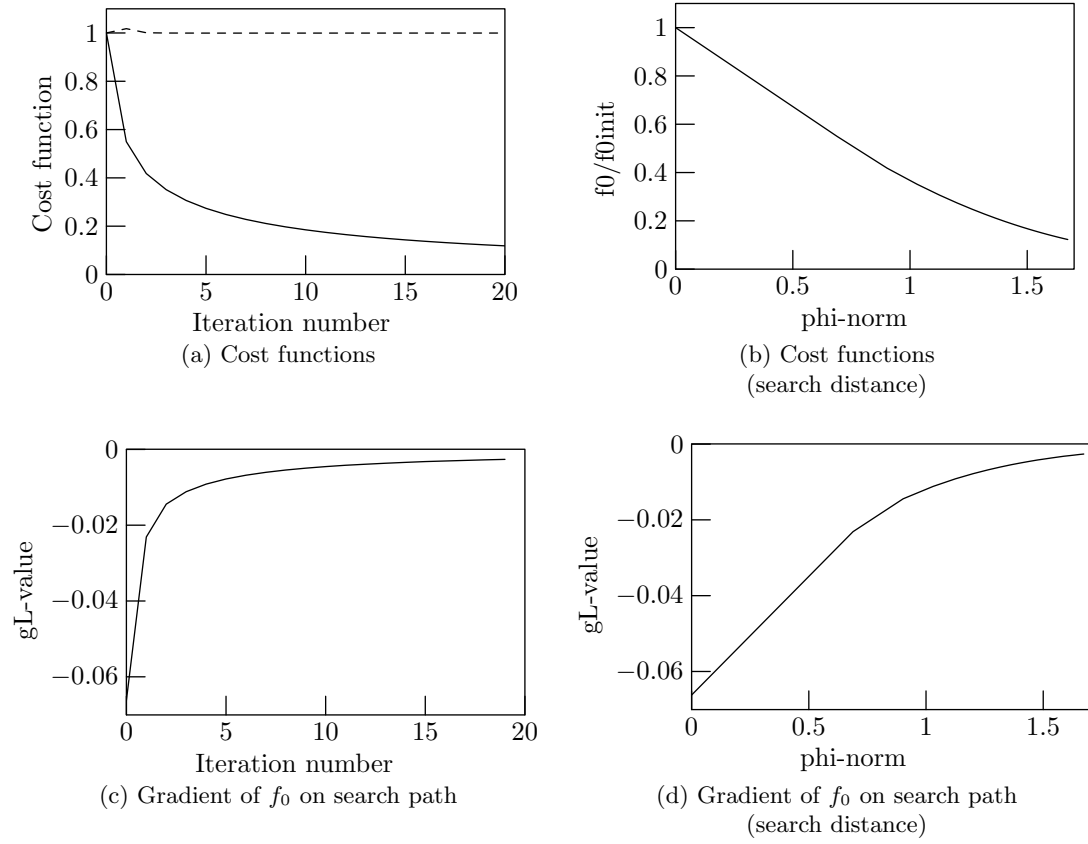 1
0.8
0.6
0.4
0.2
0
0
5
10
15
20
Cost function
Iteration number
(a) Cost functions
1
0.8
0.6
0.4
0.2
0
0
0.5
1
1.5
f0/f0init
phi-norm
(b) Cost functions
(search distance)
0
−0.02
−0.04
−0.06
0
5
10
15
20
gL-value
Iteration number
(c) Gradient of f₀ on search path
0
−0.02
−0.04
−0.06
0
0.5
1
1.5
gL-value
phi-norm
(d) Gradient of f₀ on search path
(search distance)